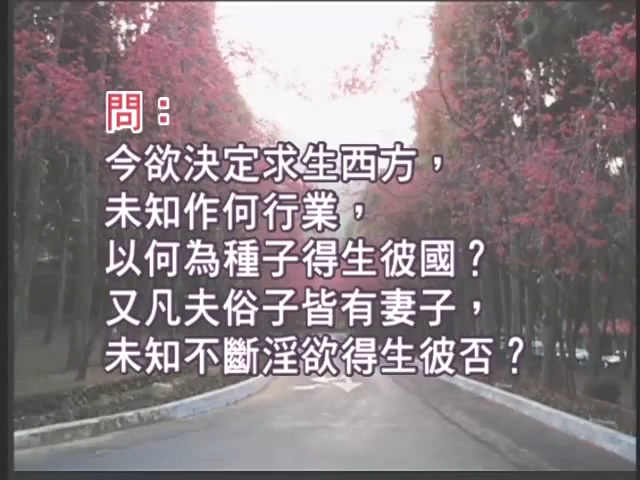 問：
今欲決定求生西方，
未知作何行業，
以何為種子得生彼國？
又凡夫俗子皆有妻子，
未知不斷淫欲得生彼否？